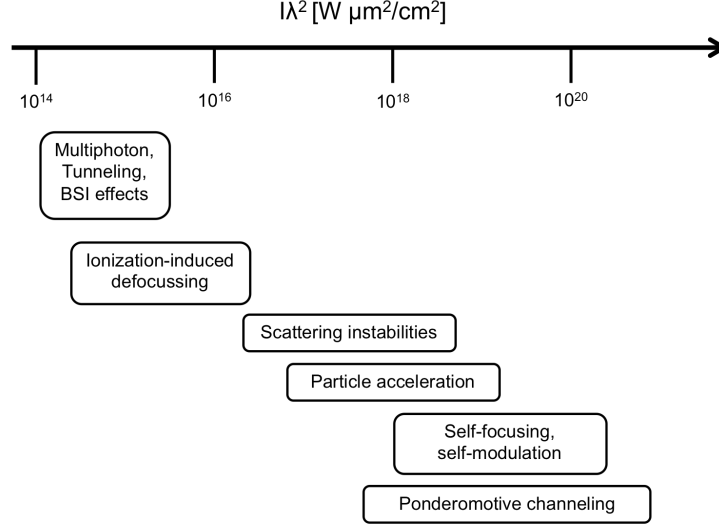 Iλ² [W μm²/cm²]
10¹⁴ 10¹⁶ 10¹⁸ 10²⁰
Multiphoton,
Tunneling,
BSI effects
Ionization-induced
defocussing
Scattering instabilities
Particle acceleration
Self-focusing,
self-modulation
Ponderomotive channeling